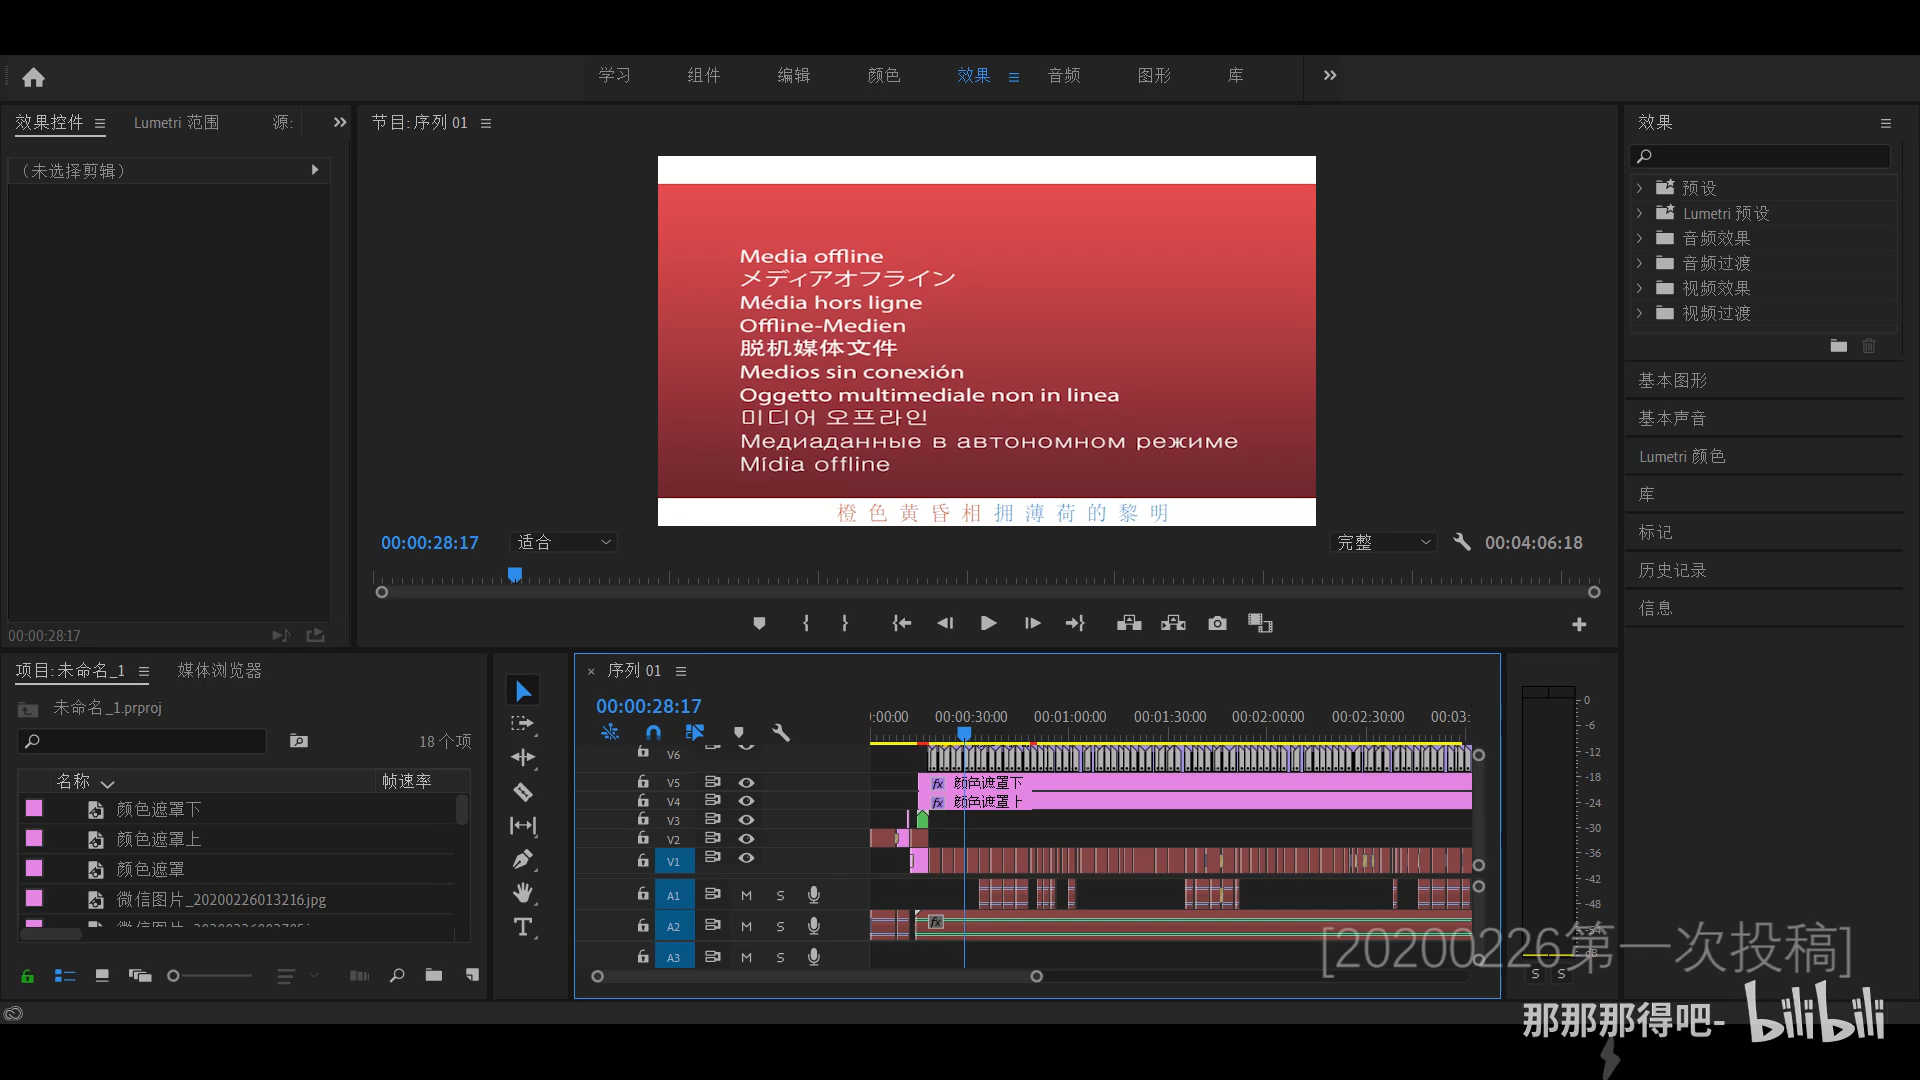 学习
组件
编辑
颜色
效果
音频
图形
库
效果控件
Lumetri 范围
源:
（未选择剪辑）
00:00:28:17
节目: 序列 01
Media offline
メディアオフライン
Média hors ligne
Offline-Medien
脱机媒体文件
Medios sin conexión
Oggetto multimediale non in linea
미디어 오프라인
Медиаданные в автономном режиме
Mídia offline
橙色黄昏相拥薄荷的黎明
00:00:28:17
适合
完整
00:04:06:18
效果
预设
Lumetri 预设
音频效果
音频过渡
视频效果
视频过渡
基本图形
基本声音
Lumetri 颜色
库
标记
历史记录
信息
项目: 未命名_1
媒体浏览器
未命名_1.prproj
18 个项
名称
帧速率
颜色遮罩下
颜色遮罩上
颜色遮罩
微信图片_20200226013216.jpg
序列 01
00:00:28:17
:00:00
00:00:30:00
00:01:00:00
00:01:30:00
00:02:00:00
00:02:30:00
00:03:
V6
V5
fx 颜色遮罩下
V4
fx 颜色遮罩上
V3
V2
V1
A1 M S
A2 M S
fx
A3 M S
0
-6
-12
-18
-24
-30
-36
-42
-48
-54
dB
S S
[20200226第一次投稿]
那那那得吧-
bilibili